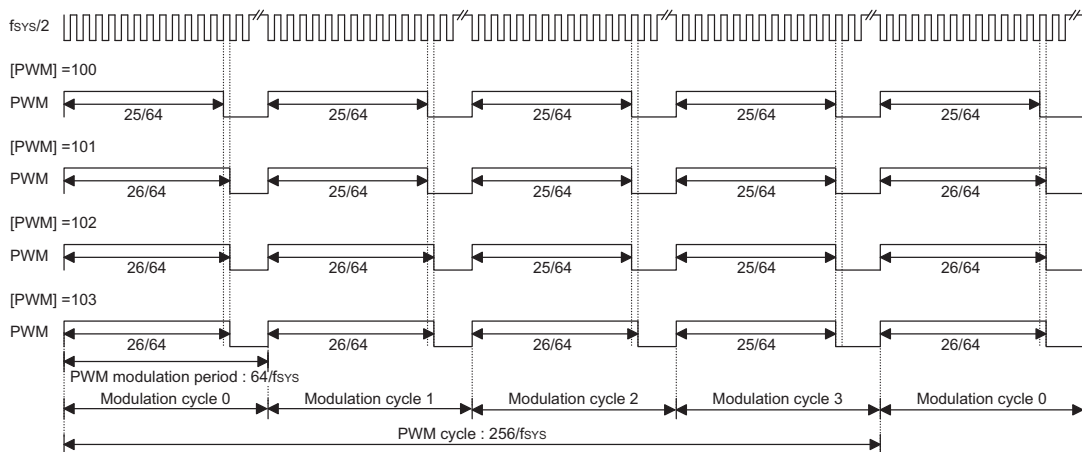 fSYS/2
[PWM] =100
PWM
25/64 25/64 25/64 25/64 25/64
[PWM] =101
PWM
26/64 25/64 25/64 25/64 26/64
[PWM] =102
PWM
26/64 26/64 25/64 25/64 26/64
[PWM] =103
PWM
26/64 26/64 26/64 25/64 26/64
PWM modulation period : 64/fSYS
Modulation cycle 0 Modulation cycle 1 Modulation cycle 2 Modulation cycle 3 Modulation cycle 0
PWM cycle : 256/fSYS